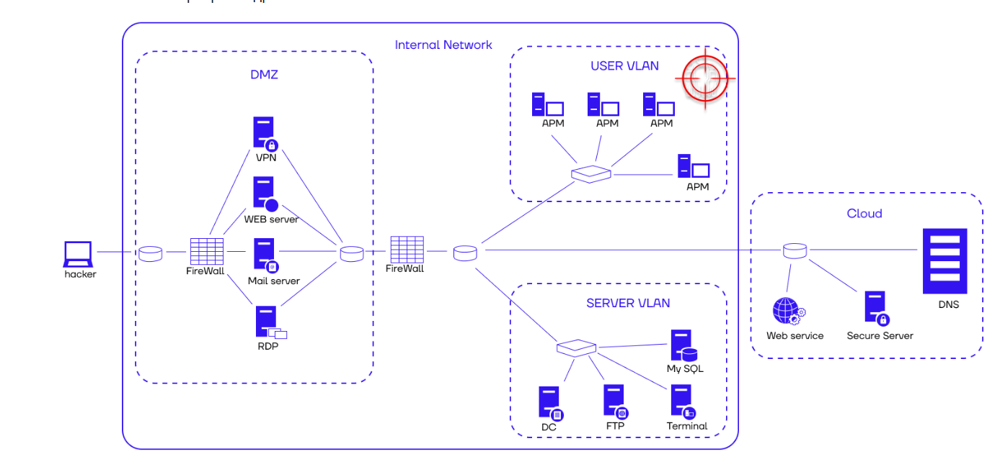 Internal Network
DMZ
USER VLAN
APM
APM
APM
APM
VPN
WEB server
Mail server
RDP
hacker
FireWall
FireWall
SERVER VLAN
My SQL
DC
FTP
Terminal
Cloud
Web service
Secure Server
DNS